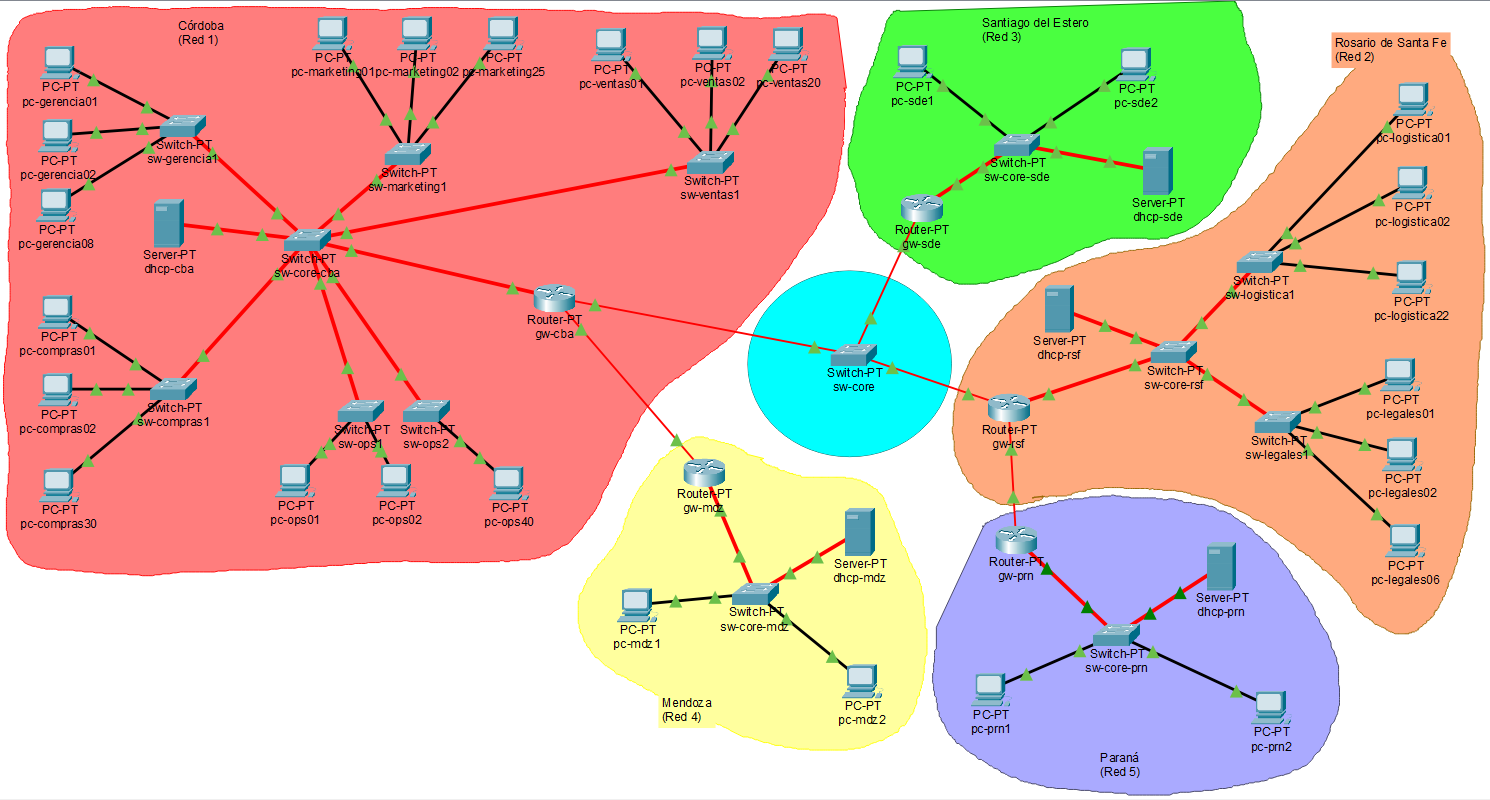 Córdoba
(Red 1)
PC-PT
pc-gerencia01
PC-PT
pc-gerencia02
PC-PT
pc-gerencia08
Switch-PT
sw-gerencia1
PC-PT
pc-marketing01
PC-PT
pc-marketing02
PC-PT
pc-marketing25
Switch-PT
sw-marketing1
PC-PT
pc-ventas01
PC-PT
pc-ventas02
PC-PT
pc-ventas20
Switch-PT
sw-ventas1
Server-PT
dhcp-cba
Switch-PT
sw-core-cba
Router-PT
gw-cba
PC-PT
pc-compras01
PC-PT
pc-compras02
PC-PT
pc-compras30
Switch-PT
sw-compras1
Switch-PT
sw-ops1
Switch-PT
sw-ops2
PC-PT
pc-ops01
PC-PT
pc-ops02
PC-PT
pc-ops40
Santiago del Estero
(Red 3)
PC-PT
pc-sde1
PC-PT
pc-sde2
Switch-PT
sw-core-sde
Server-PT
dhcp-sde
Router-PT
gw-sde
Switch-PT
sw-core
Rosario de Santa Fe
(Red 2)
PC-PT
pc-logistica01
PC-PT
pc-logistica02
PC-PT
pc-logistica22
Switch-PT
sw-logistica1
Server-PT
dhcp-rsf
Switch-PT
sw-core-rsf
Router-PT
gw-rsf
Switch-PT
sw-legales1
PC-PT
pc-legales01
PC-PT
pc-legales02
PC-PT
pc-legales06
Router-PT
gw-mdz
Server-PT
dhcp-mdz
Switch-PT
sw-core-mdz
PC-PT
pc-mdz1
PC-PT
pc-mdz2
Mendoza
(Red 4)
Router-PT
gw-prn
Server-PT
dhcp-prn
Switch-PT
sw-core-prn
PC-PT
pc-prn1
PC-PT
pc-prn2
Paraná
(Red 5)